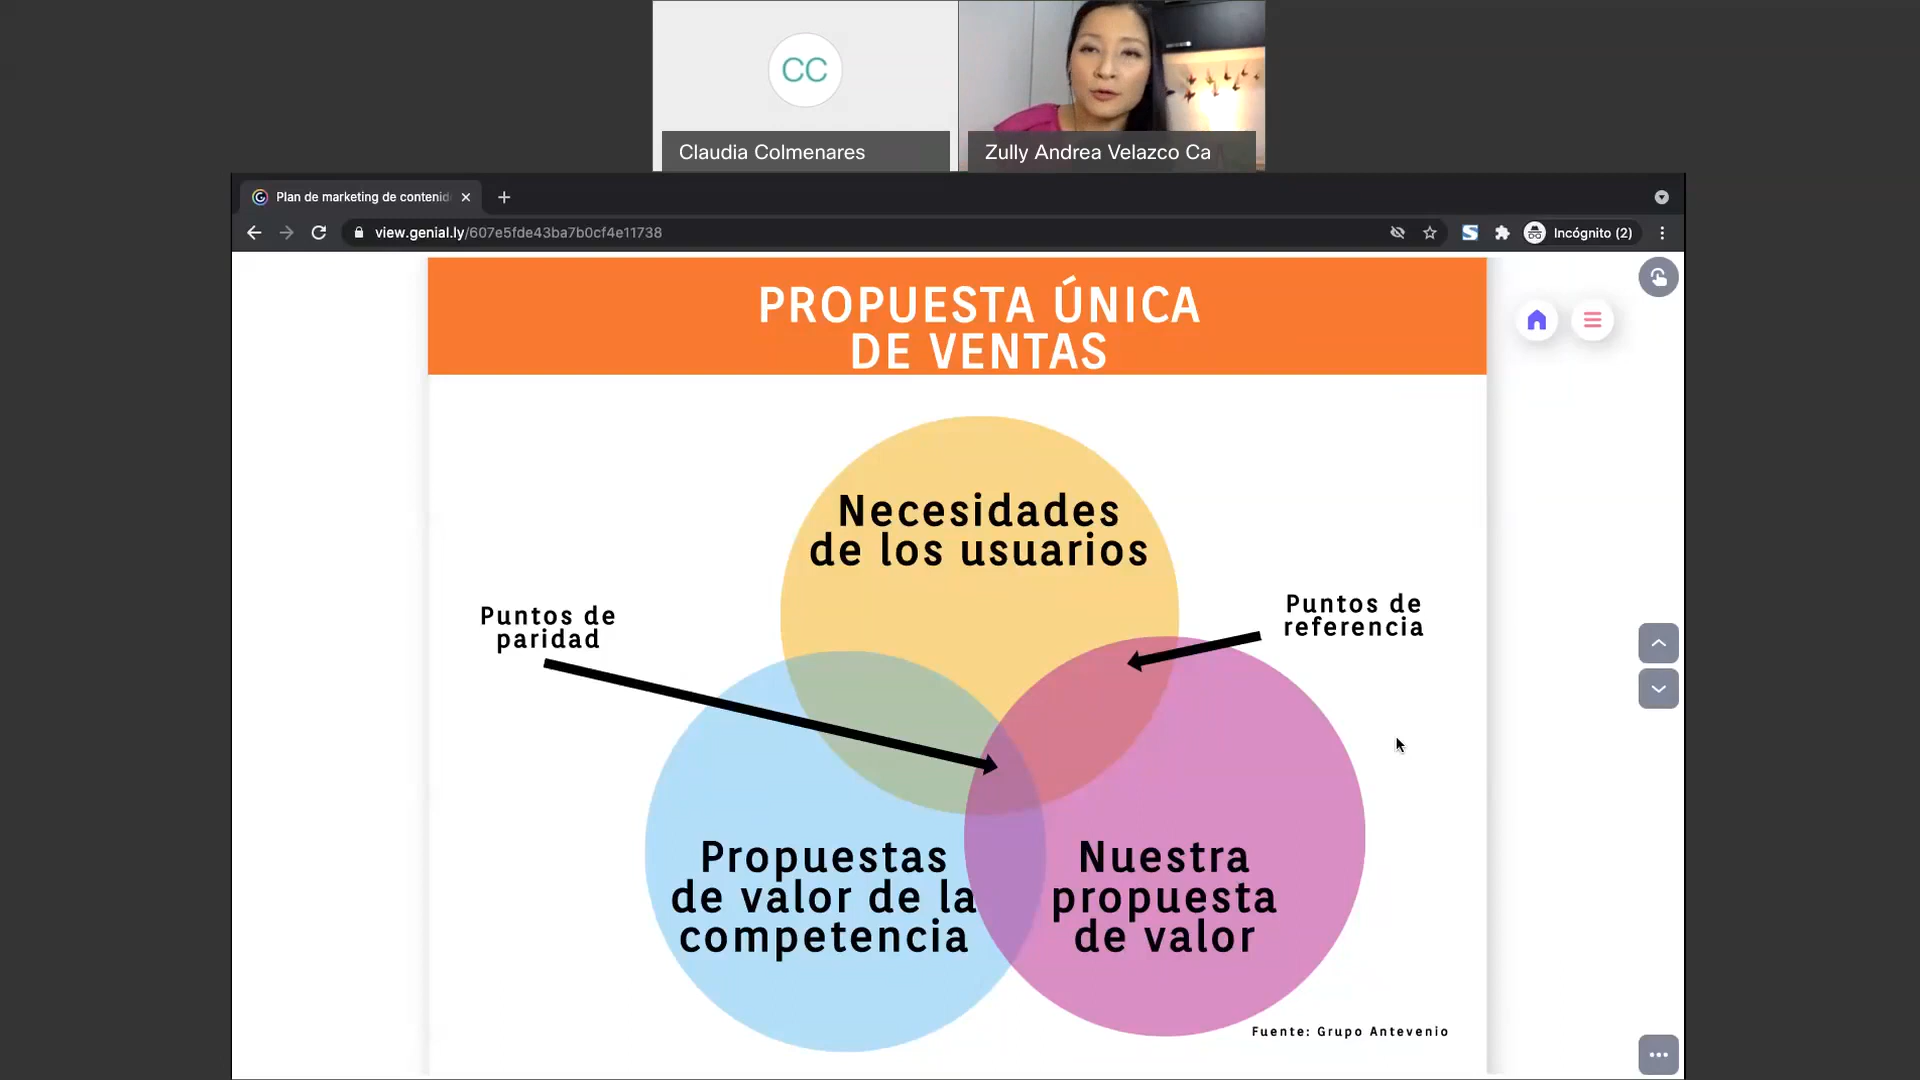 CC
Claudia Colmenares
Zully Andrea Velazco Ca
Plan de marketing de contenid
view.genial.ly/607e5fde43ba7b0cf4e11738
Incógnito (2)
PROPUESTA ÚNICA
DE VENTAS
Necesidades
de los usuarios
Puntos de
paridad
Puntos de
referencia
Propuestas
de valor de la
competencia
Nuestra
propuesta
de valor
Fuente: Grupo Antevenio